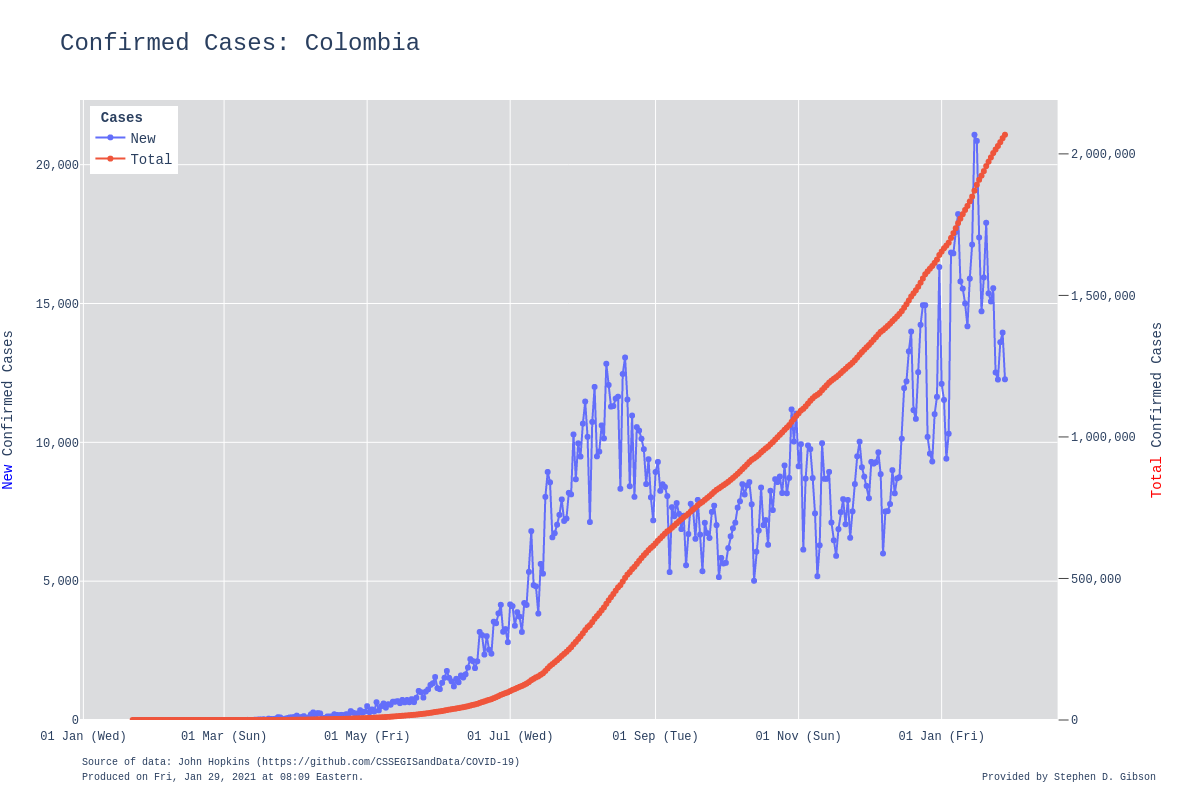 Confirmed Cases: Colombia
Cases
New
Total
20,000
15,000
10,000
5,000
0
2,000,000
1,500,000
1,000,000
500,000
0
New Confirmed Cases
Total Confirmed Cases
01 Jan (Wed) 01 Mar (Sun) 01 May (Fri) 01 Jul (Wed) 01 Sep (Tue) 01 Nov (Sun) 01 Jan (Fri)
Source of data: John Hopkins (https://github.com/CSSEGISandData/COVID-19)
Produced on Fri, Jan 29, 2021 at 08:09 Eastern.
Provided by Stephen D. Gibson